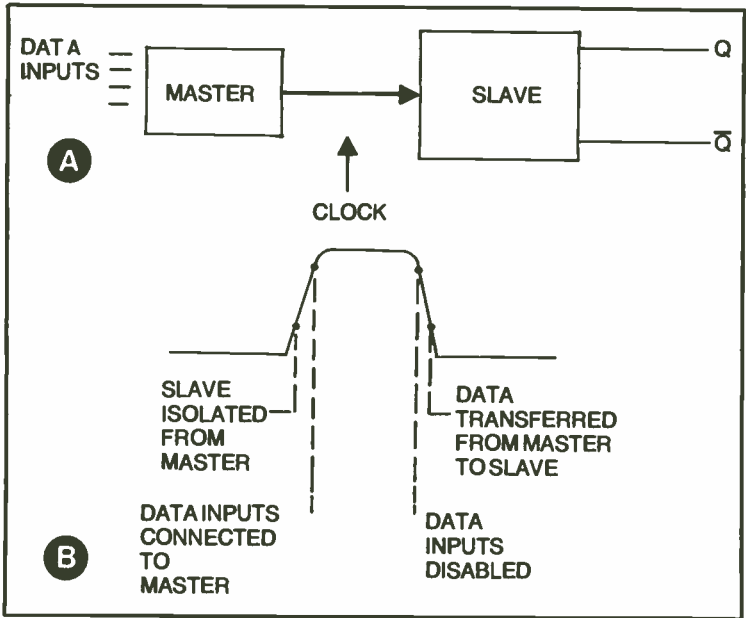 DATA
INPUTS
MASTER
SLAVE
Q
Q̅
A
CLOCK
SLAVE
ISOLATED
FROM
MASTER
DATA
TRANSFERRED
FROM MASTER
TO SLAVE
DATA INPUTS
CONNECTED
TO
MASTER
DATA
INPUTS
DISABLED
B